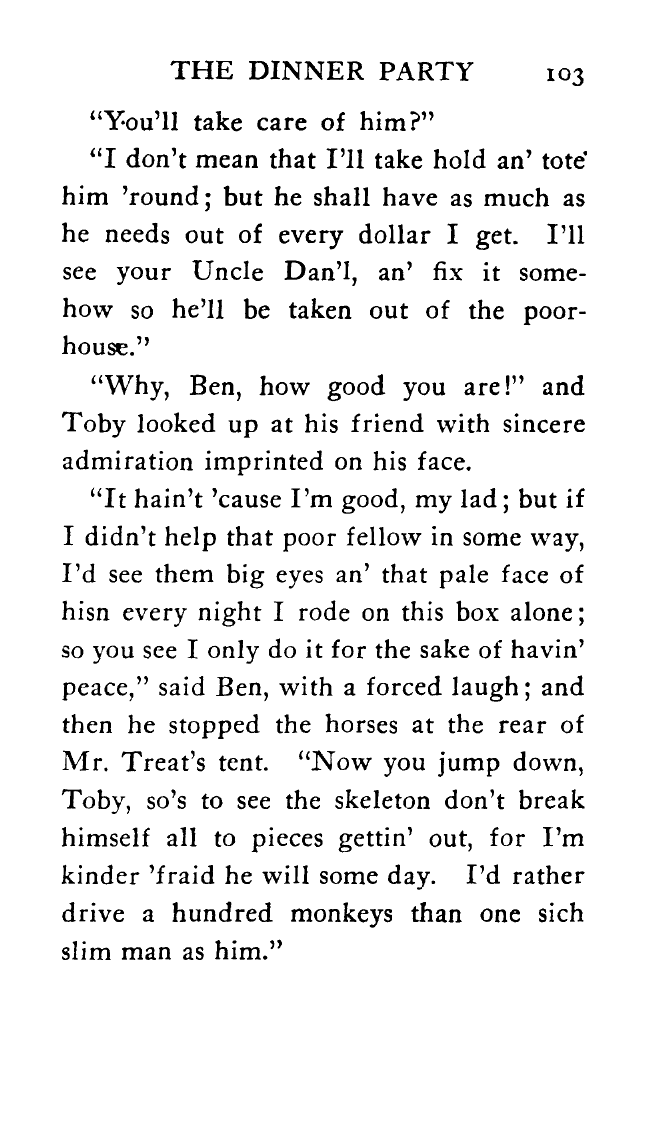 THE DINNER PARTY 103
“You’ll take care of him?”
“I don’t mean that I’ll take hold an’ tote
him ’round; but he shall have as much as
he needs out of every dollar I get. I’ll
see your Uncle Dan’l, an’ fix it some-
how so he’ll be taken out of the poor-
house.”
“Why, Ben, how good you are!” and
Toby looked up at his friend with sincere
admiration imprinted on his face.
“It hain’t ’cause I’m good, my lad; but if
I didn’t help that poor fellow in some way,
I’d see them big eyes an’ that pale face of
hisn every night I rode on this box alone;
so you see I only do it for the sake of havin’
peace,” said Ben, with a forced laugh; and
then he stopped the horses at the rear of
Mr. Treat’s tent. “Now you jump down,
Toby, so’s to see the skeleton don’t break
himself all to pieces gettin’ out, for I’m
kinder ’fraid he will some day. I’d rather
drive a hundred monkeys than one sich
slim man as him.”